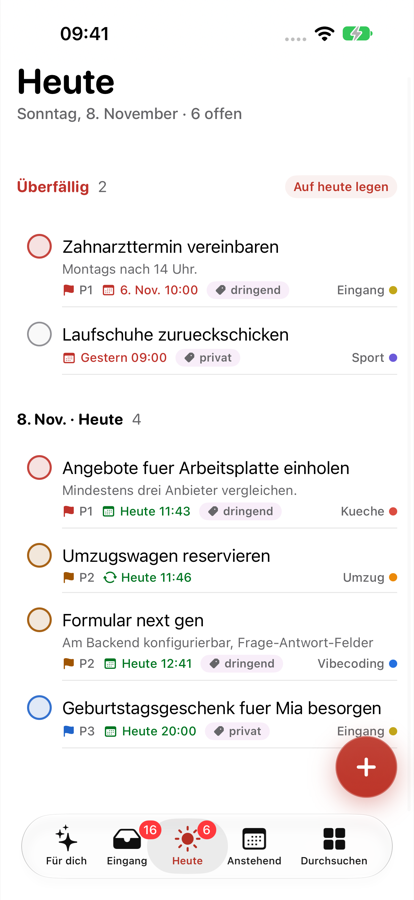 09:41
Heute
Sonntag, 8. November · 6 offen
Überfällig 2 Auf heute legen
Zahnarzttermin vereinbaren
Montags nach 14 Uhr.
P1 6. Nov. 10:00 dringend Eingang
Laufschuhe zurueckschicken
Gestern 09:00 privat Sport
8. Nov. · Heute 4
Angebote fuer Arbeitsplatte einholen
Mindestens drei Anbieter vergleichen.
P1 Heute 11:43 dringend Kueche
Umzugswagen reservieren
P2 Heute 11:46 Umzug
Formular next gen
Am Backend konfigurierbar, Frage-Antwort-Felder
P2 Heute 12:41 dringend Vibecoding
Geburtstagsgeschenk fuer Mia besorgen
P3 Heute 20:00 privat Eingang
16 6
Für dich Eingang Heute Anstehend Durchsuchen